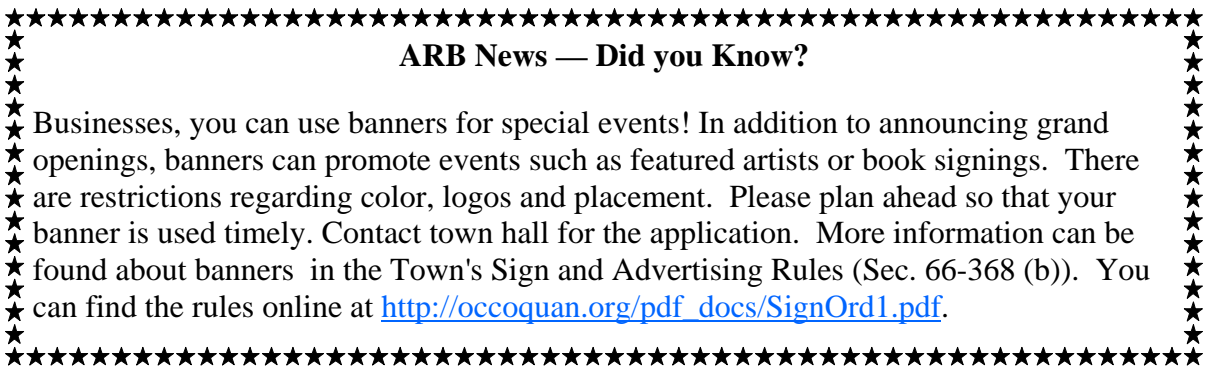 ARB News — Did you Know?
Businesses, you can use banners for special events! In addition to announcing grand
openings, banners can promote events such as featured artists or book signings.  There
are restrictions regarding color, logos and placement.  Please plan ahead so that your
banner is used timely. Contact town hall for the application.  More information can be
found about banners  in the Town's Sign and Advertising Rules (Sec. 66-368 (b)).  You
can find the rules online at http://occoquan.org/pdf_docs/SignOrd1.pdf.